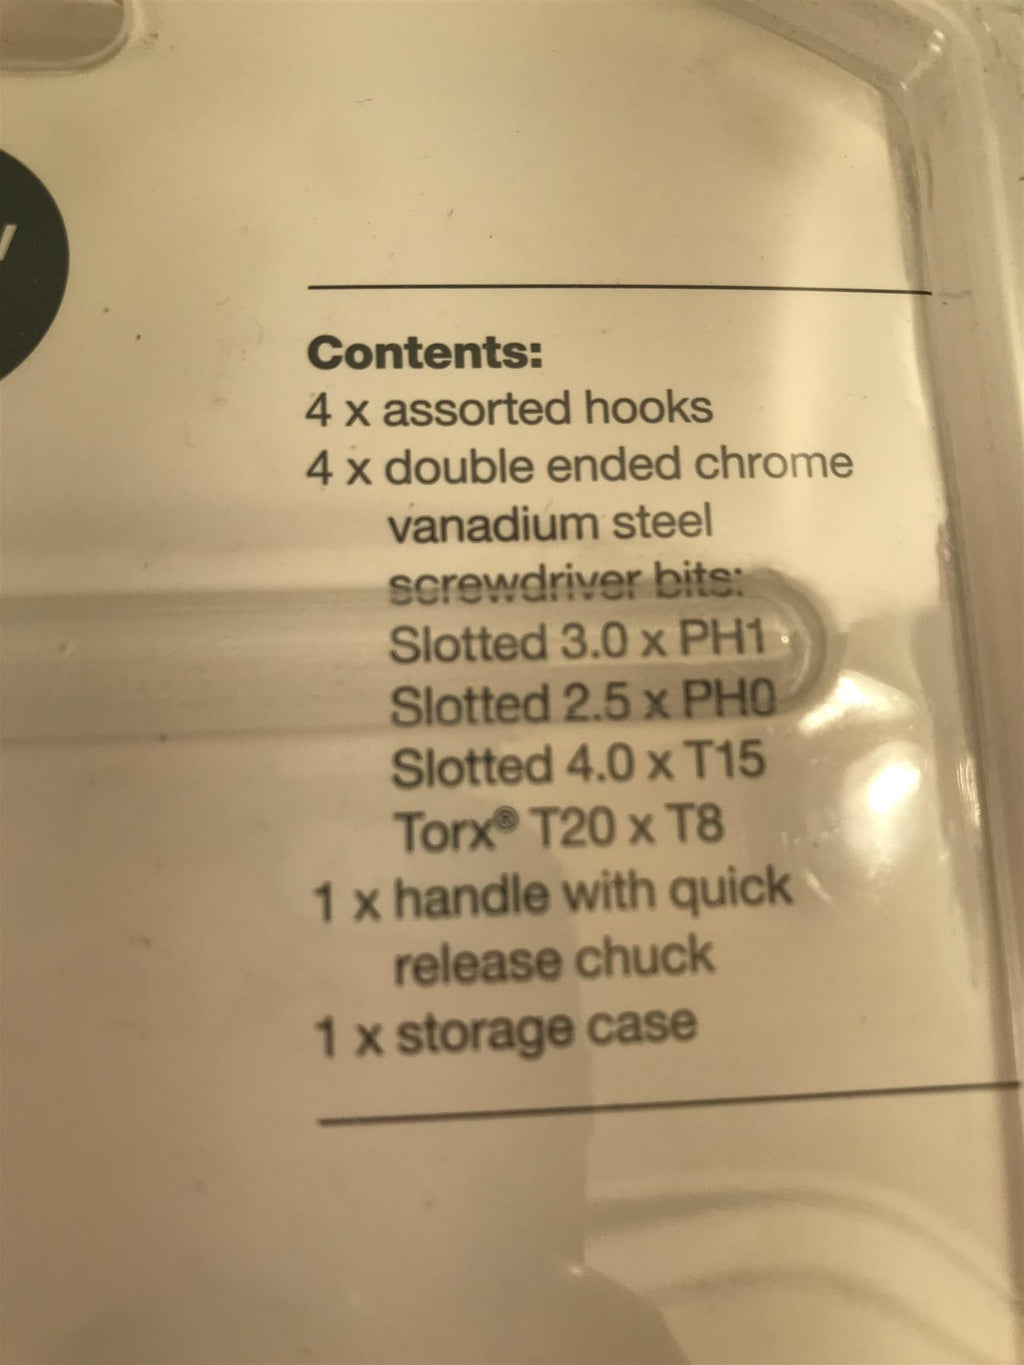 Contents:
4 x assorted hooks
4 x double ended chrome
vanadium steel
screwdriver bits:
Slotted 3.0 x PH1
Slotted 2.5 x PH0
Slotted 4.0 x T15
Torx® T20 x T8
1 x handle with quick
release chuck
1 x storage case